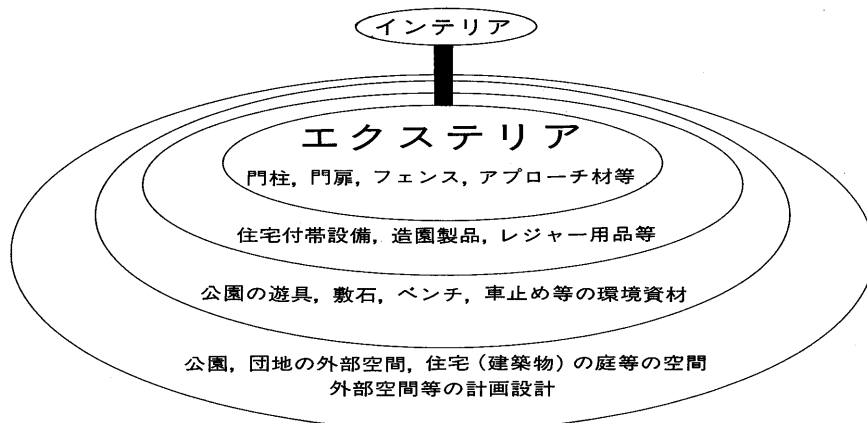 インテリア
エクステリア
門柱，門扉，フェンス，アプローチ材等
住宅付帯設備，造園製品，レジャー用品等
公園の遊具，敷石，ベンチ，車止め等の環境資材
公園，団地の外部空間，住宅（建築物）の庭等の空間
外部空間等の計画設計